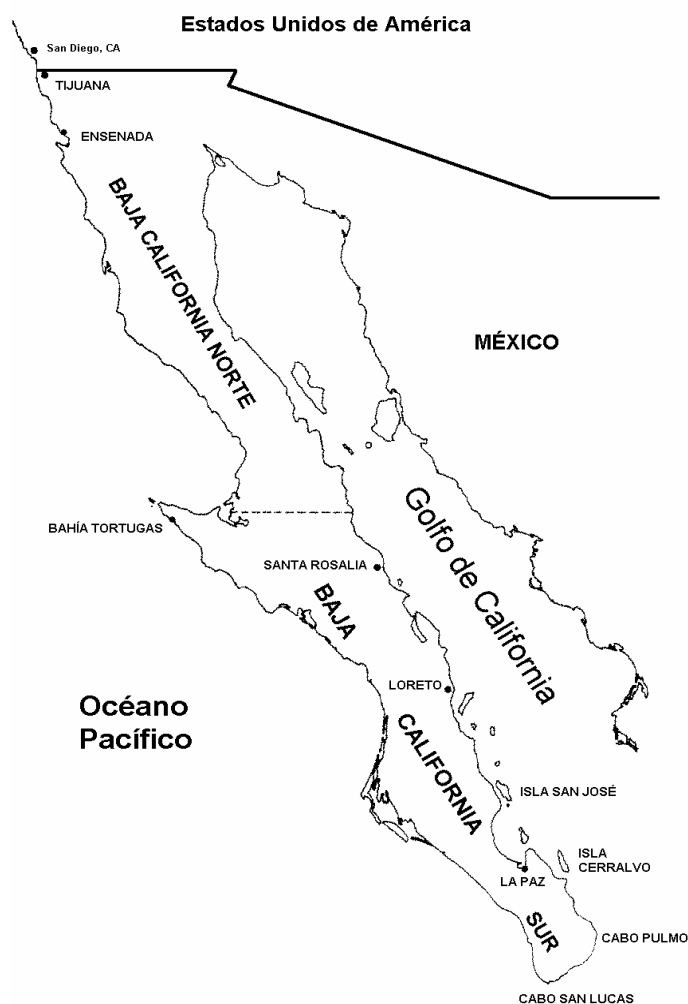 Estados Unidos de América
San Diego, CA
TIJUANA
ENSENADA
BAJA CALIFORNIA NORTE
MÉXICO
Golfo de California
BAHÍA TORTUGAS
SANTA ROSALIA
BAJA
LORETO
Océano
Pacífico
CALIFORNIA
ISLA SAN JOSÉ
ISLA
CERRALVO
LA PAZ
SUR
CABO PULMO
CABO SAN LUCAS